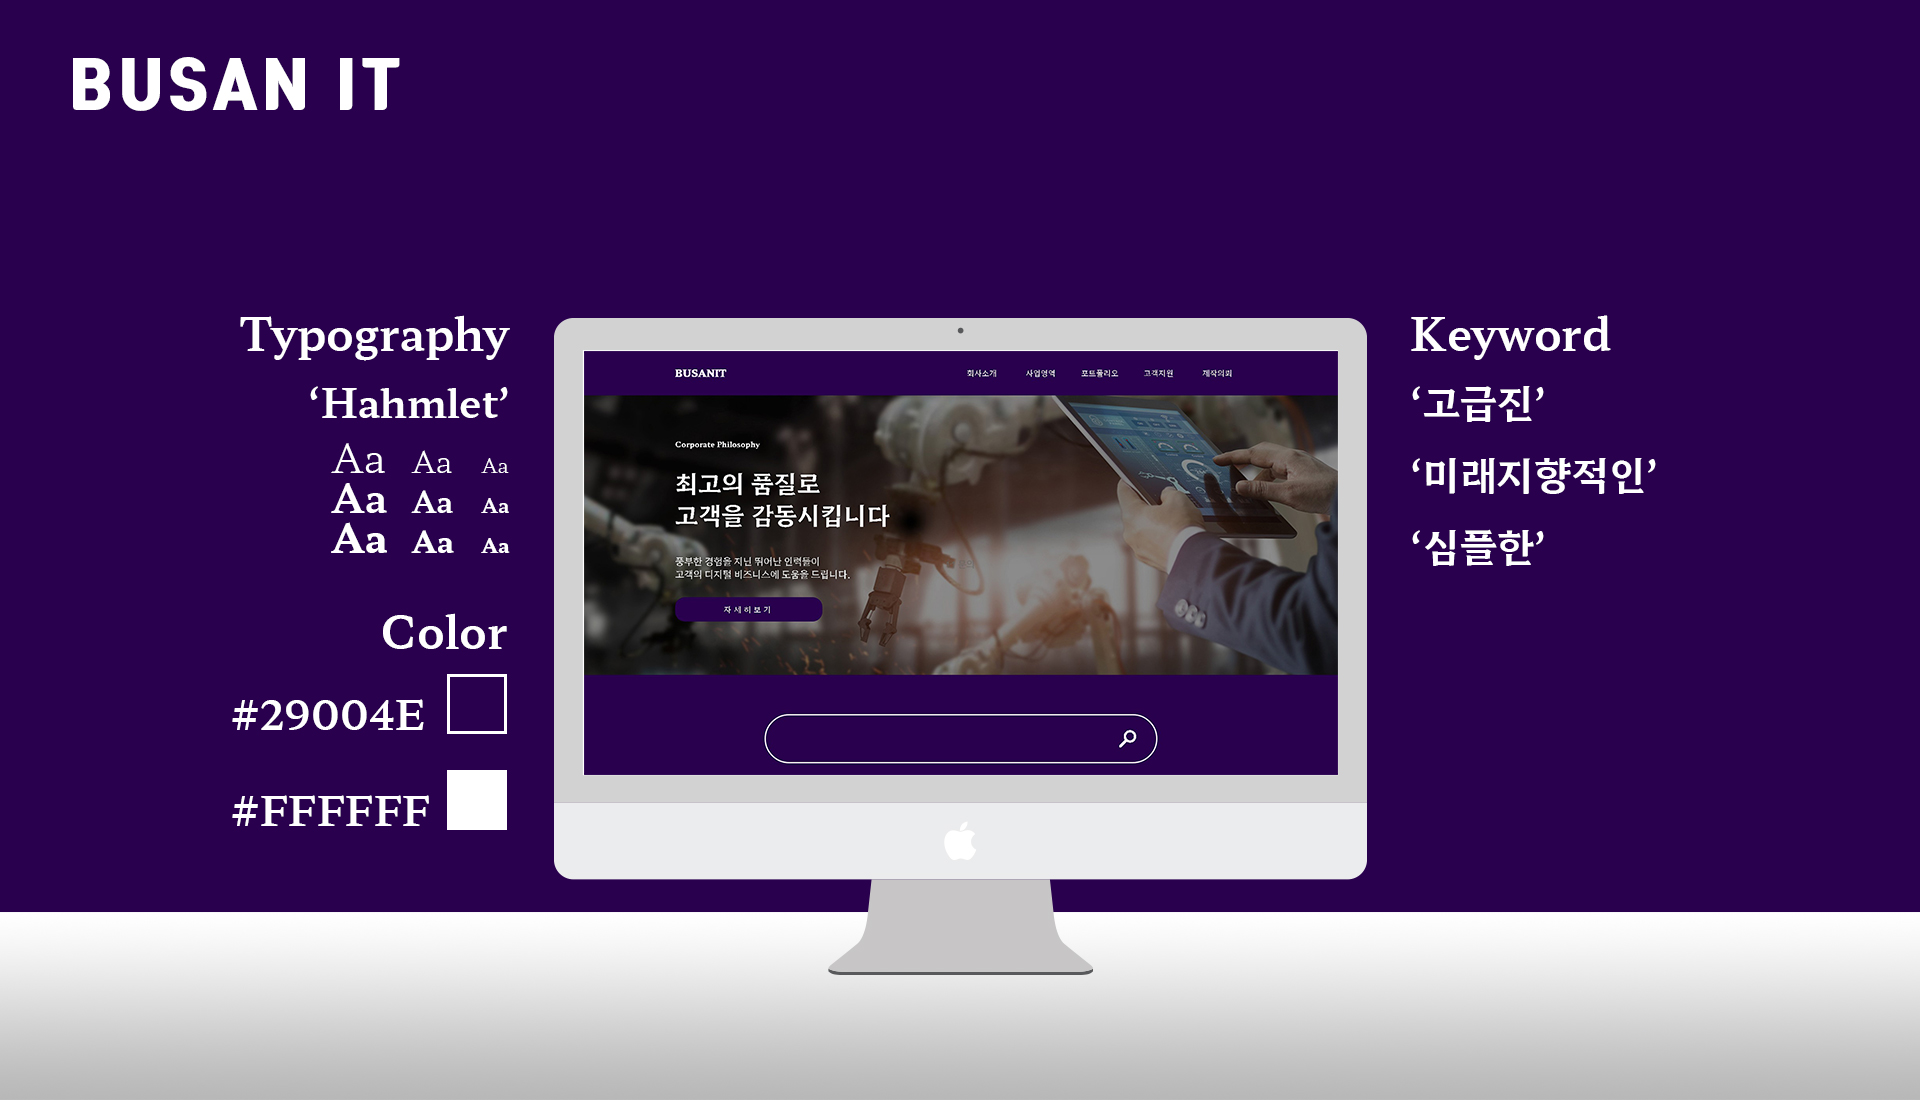 BUSAN IT
Typography
‘Hahmlet’
Aa Aa Aa
Aa Aa Aa
Aa Aa Aa
Color
#29004E
#FFFFFF
BUSANIT
회사소개 사업영역 포트폴리오 고객지원 제작의뢰
Corporate Philosophy
최고의 품질로
고객을 감동시킵니다
풍부한 경험을 지닌 뛰어난 인력들이
고객의 디지털 비즈니스에 도움을 드립니다.
자세히보기
Keyword
‘고급진’
‘미래지향적인’
‘심플한’